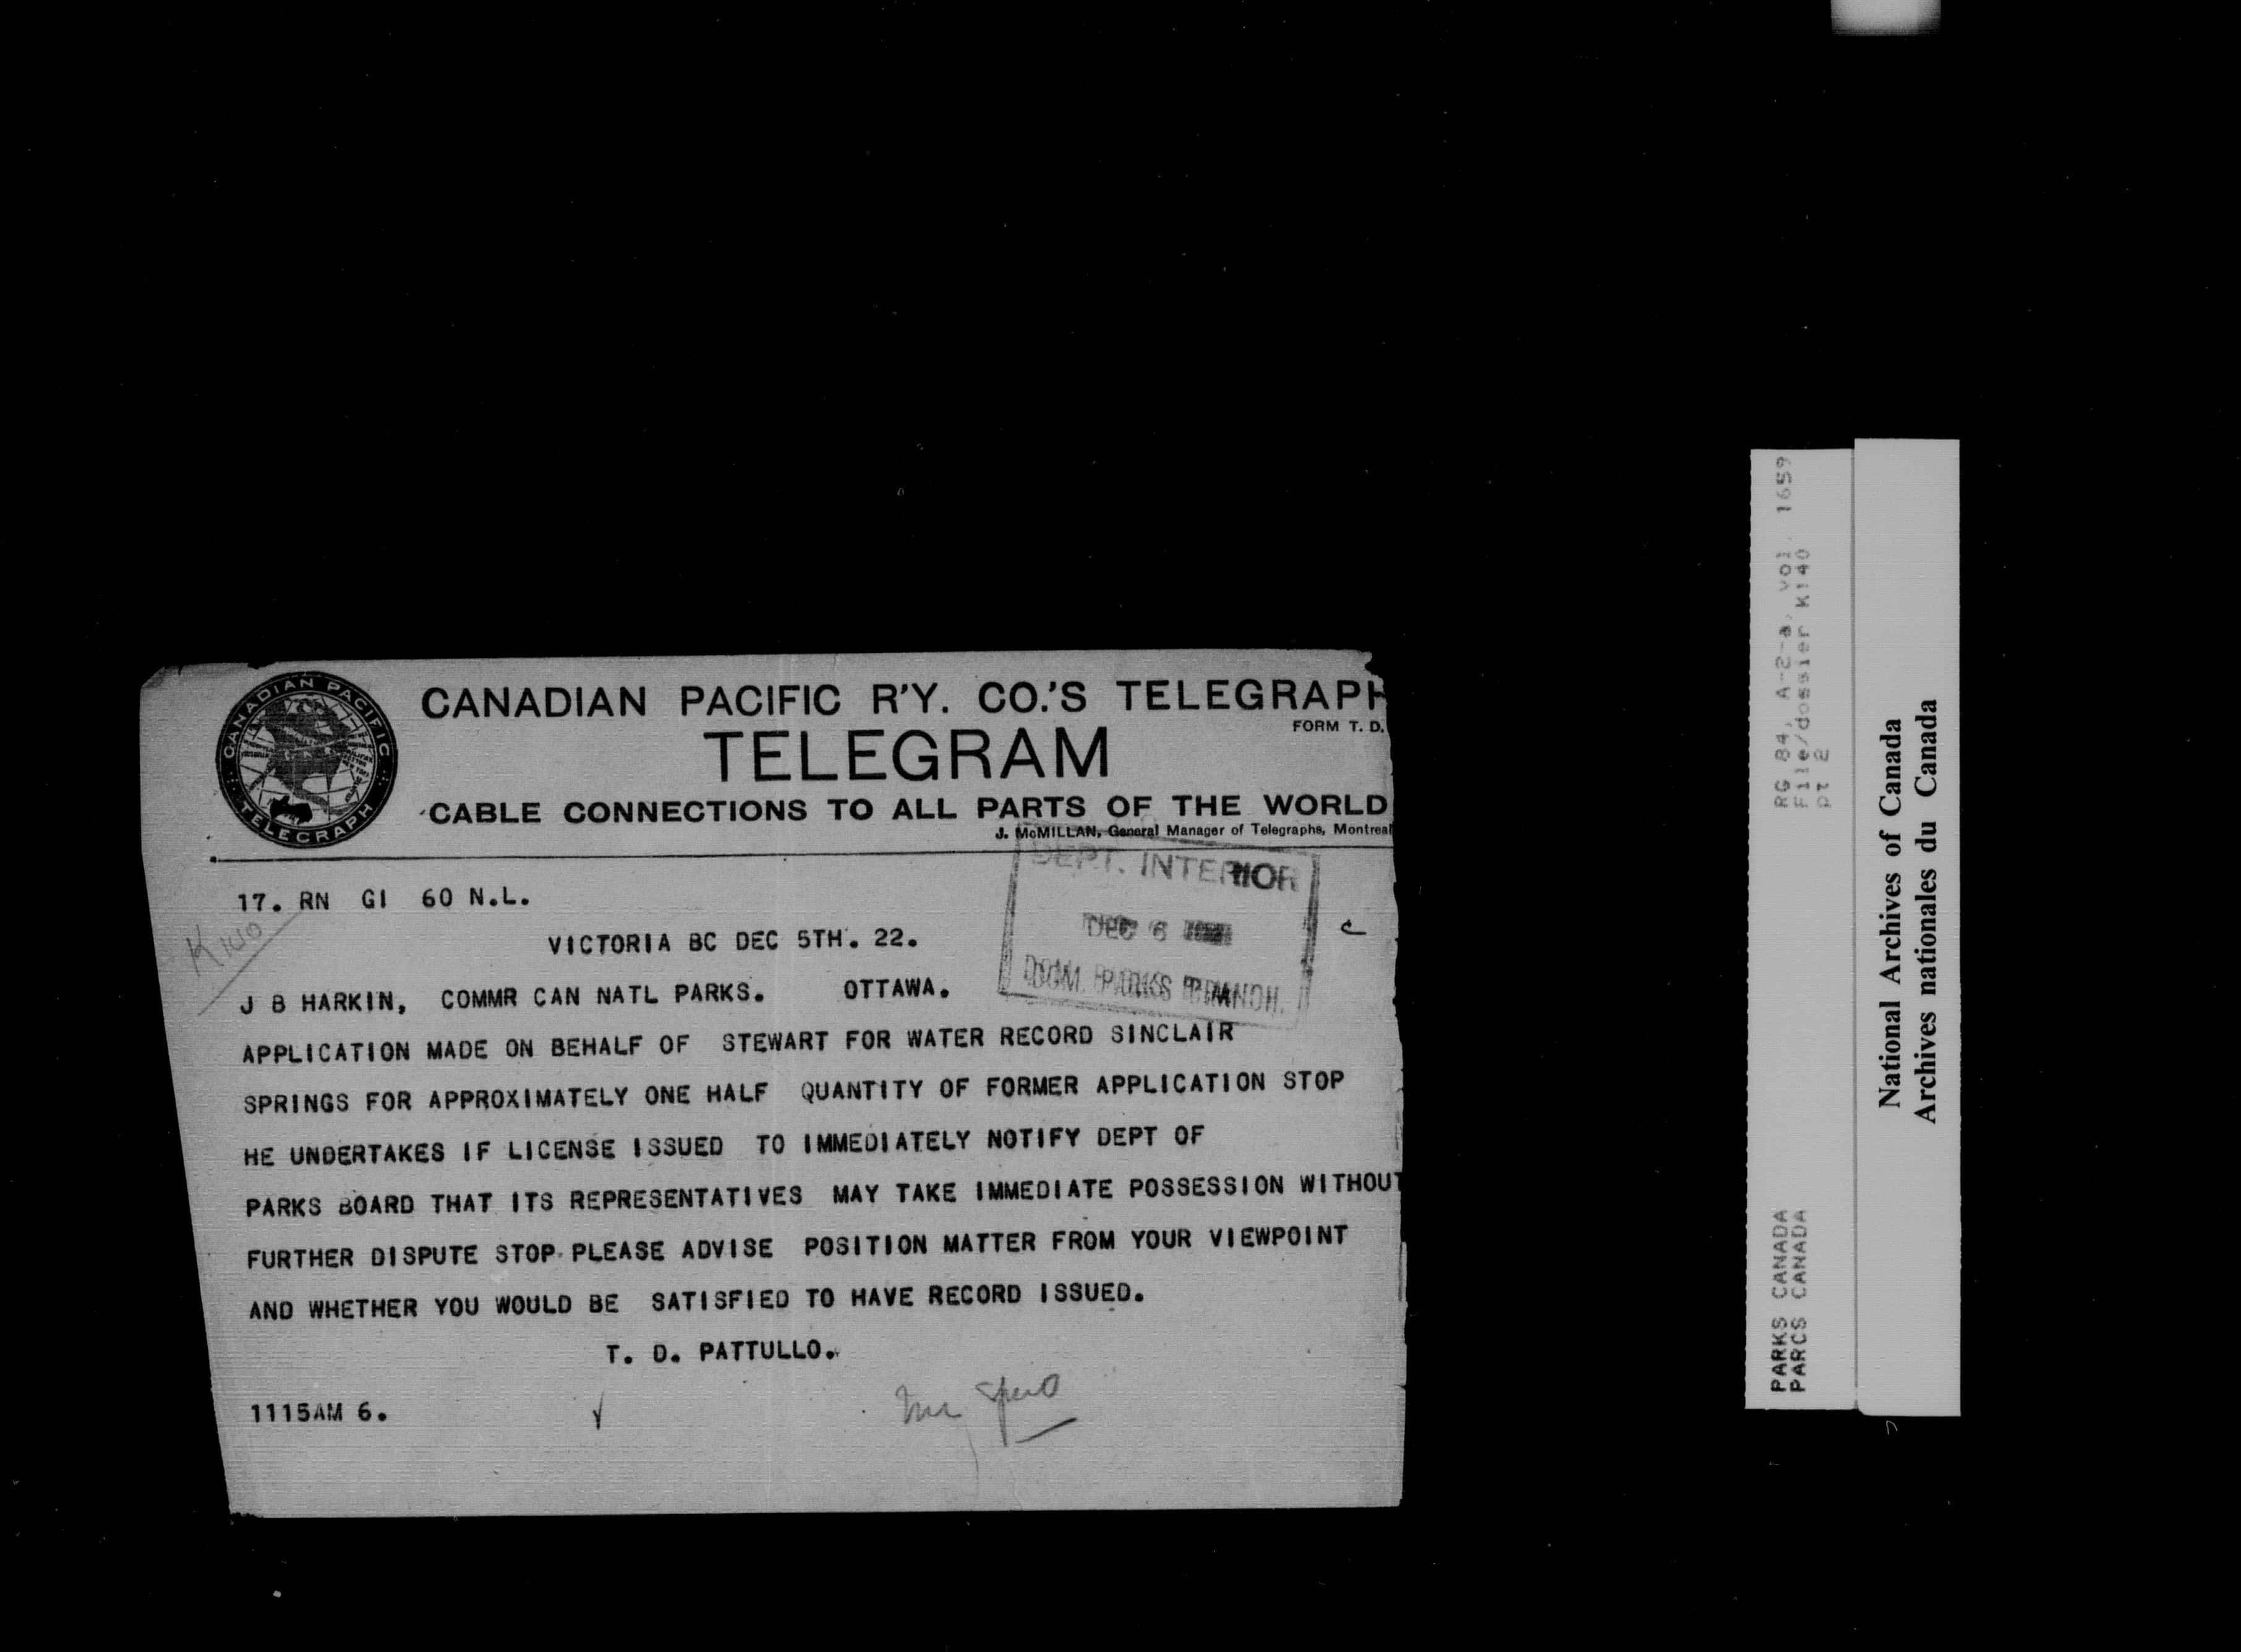 CANADIAN PACIFIC R'Y. CO.'S TELEGRAPH
FORM T. D.
TELEGRAM
CABLE CONNECTIONS TO ALL PARTS OF THE WORLD
J. McMILLAN, General Manager of Telegraphs, Montreal
CANADIAN PACIFIC
TELEGRAPH
DEPT. INTERIOR
DEC 6
DOM. PARKS BRANCH.
17. RN GI 60 N.L.
K140
VICTORIA BC DEC 5TH. 22.
J B HARKIN, COMMR CAN NATL PARKS. OTTAWA.
APPLICATION MADE ON BEHALF OF STEWART FOR WATER RECORD SINCLAIR
SPRINGS FOR APPROXIMATELY ONE HALF QUANTITY OF FORMER APPLICATION STOP
HE UNDERTAKES IF LICENSE ISSUED TO IMMEDIATELY NOTIFY DEPT OF
PARKS BOARD THAT ITS REPRESENTATIVES MAY TAKE IMMEDIATE POSSESSION WITHOUT
FURTHER DISPUTE STOP PLEASE ADVISE POSITION MATTER FROM YOUR VIEWPOINT
AND WHETHER YOU WOULD BE SATISFIED TO HAVE RECORD ISSUED.
T. D. PATTULLO.
1115AM 6.
RG 84, A-2-a, vol. 1659
File/dossier K140
pt 2
PARKS CANADA
PARCS CANADA
National Archives of Canada
Archives nationales du Canada